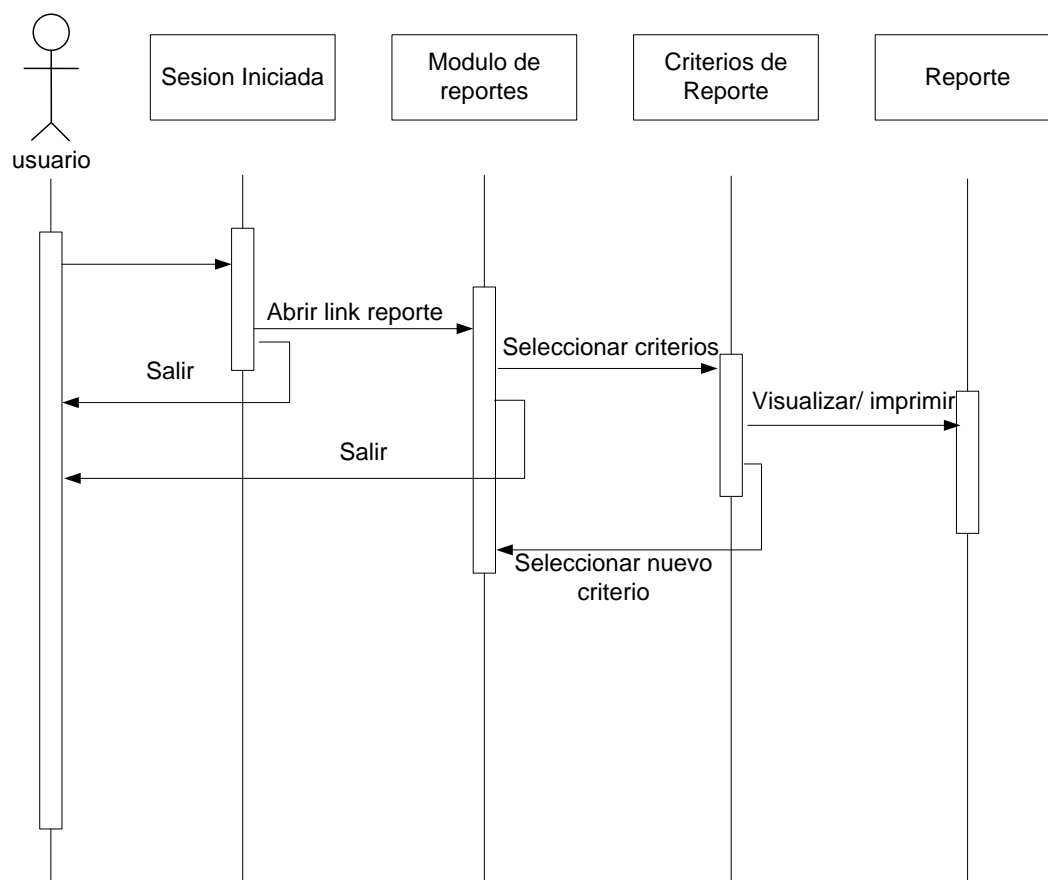 usuario
Sesion Iniciada
Modulo de
reportes
Criterios de
Reporte
Reporte
Abrir link reporte
Salir
Seleccionar criterios
Visualizar/ imprimir
Salir
Seleccionar nuevo
criterio